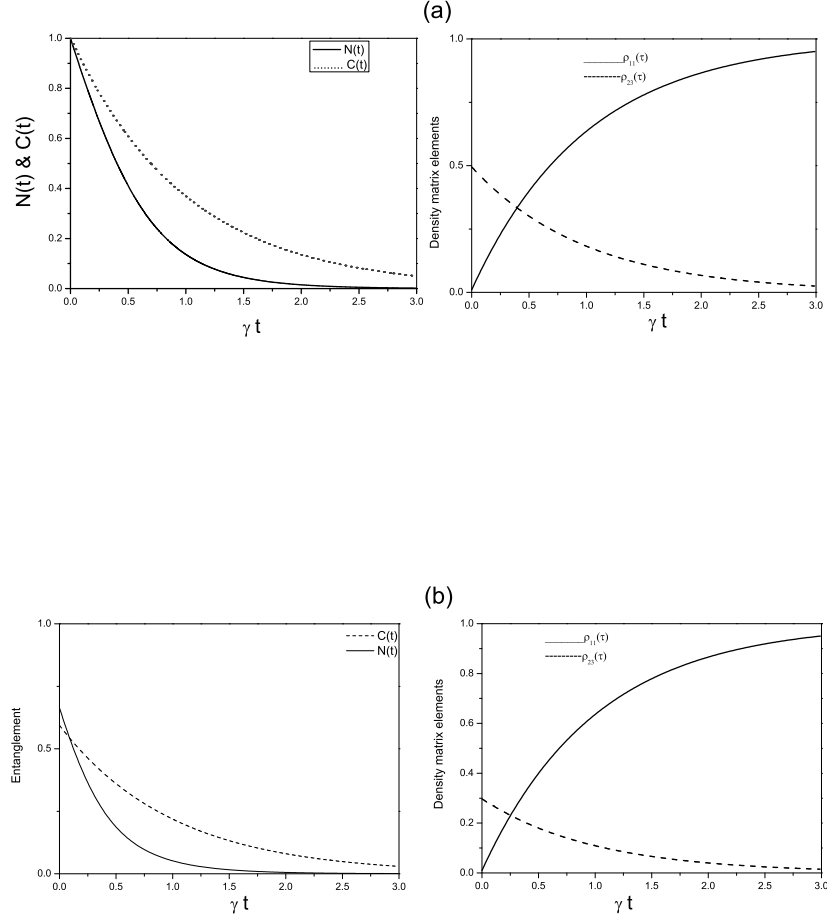 (a)
N(t)
C(t)
N(t) & C(t)
1.0
0.8
0.6
0.4
0.2
0.0
0.0 0.5 1.0 1.5 2.0 2.5 3.0
γ t
ρ₁₁(τ)
ρ₂₃(τ)
Density matrix elements
1.0
0.5
0.0
0.0 0.5 1.0 1.5 2.0 2.5 3.0
γ t
(b)
C(t)
N(t)
Entanglement
1.0
0.5
0.0
0.0 0.5 1.0 1.5 2.0 2.5 3.0
γ t
ρ₁₁(τ)
ρ₂₃(τ)
Density matrix elements
1.0
0.8
0.6
0.4
0.2
0.0
0.0 0.5 1.0 1.5 2.0 2.5 3.0
γ t